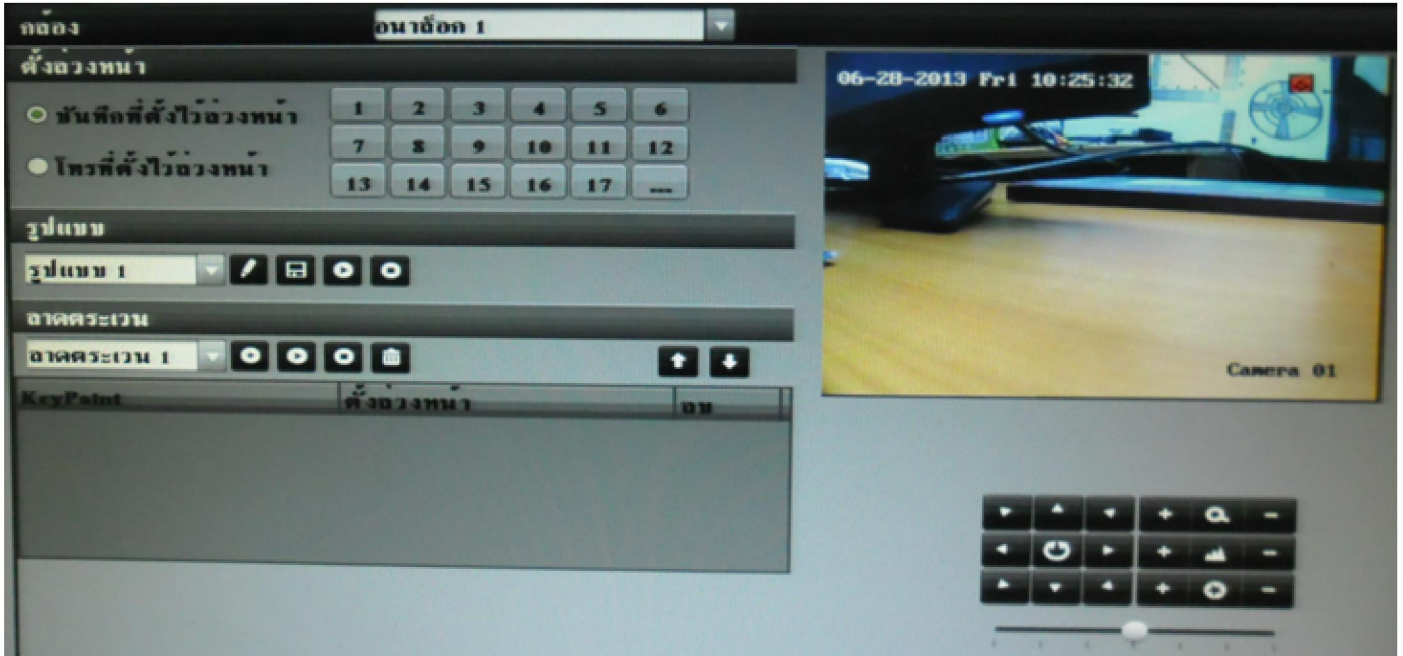 กล้อง อนาล็อก 1
ตั้งล่วงหน้า
บันทึกที่ตั้งไว้ล่วงหน้า
โทรที่ตั้งไว้ล่วงหน้า
1 2 3 4 5 6
7 8 9 10 11 12
13 14 15 16 17 ...
รูปแบบ
รูปแบบ 1
ลาดตระเวน
ลาดตระเวน 1
KeyPaint ตั้งล่วงหน้า ลบ
06-28-2013 Fri 10:25:32
Camera 01